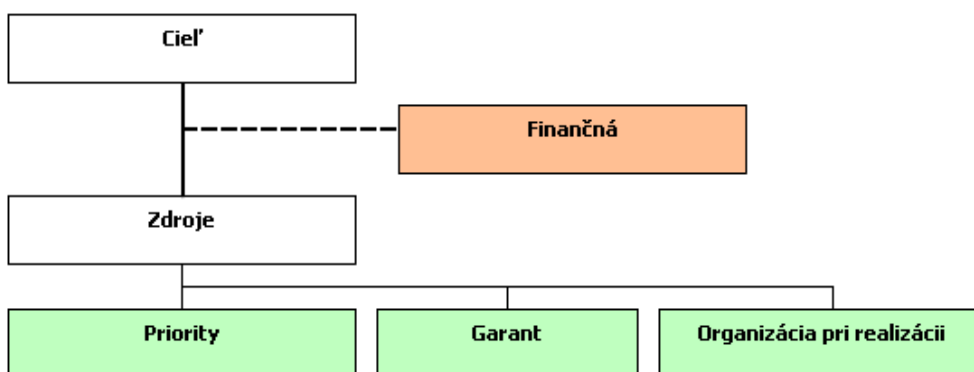 Cieľ
Finančná
Zdroje
Priority
Garant
Organizácia pri realizácii